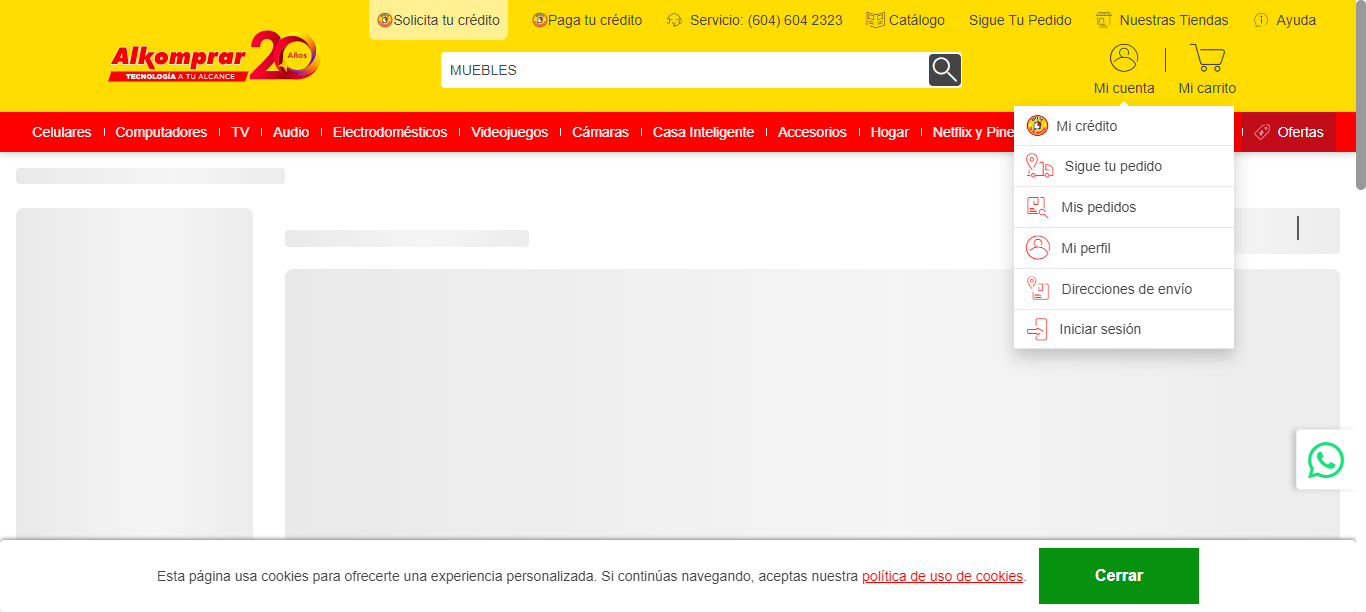 Solicita tu crédito
Paga tu crédito
Servicio: (604) 604 2323
Catálogo
Sigue Tu Pedido
Nuestras Tiendas
Ayuda
Alkomprar 20 Años
TECNOLOGÍA A TU ALCANCE
MUEBLES
Mi cuenta
Mi carrito
Celulares
Computadores
TV
Audio
Electrodomésticos
Videojuegos
Cámaras
Casa Inteligente
Accesorios
Hogar
Netflix y Pine
Ofertas
Mi crédito
Sigue tu pedido
Mis pedidos
Mi perfil
Direcciones de envío
Iniciar sesión
Esta página usa cookies para ofrecerte una experiencia personalizada. Si continúas navegando, aceptas nuestra política de uso de cookies.
Cerrar